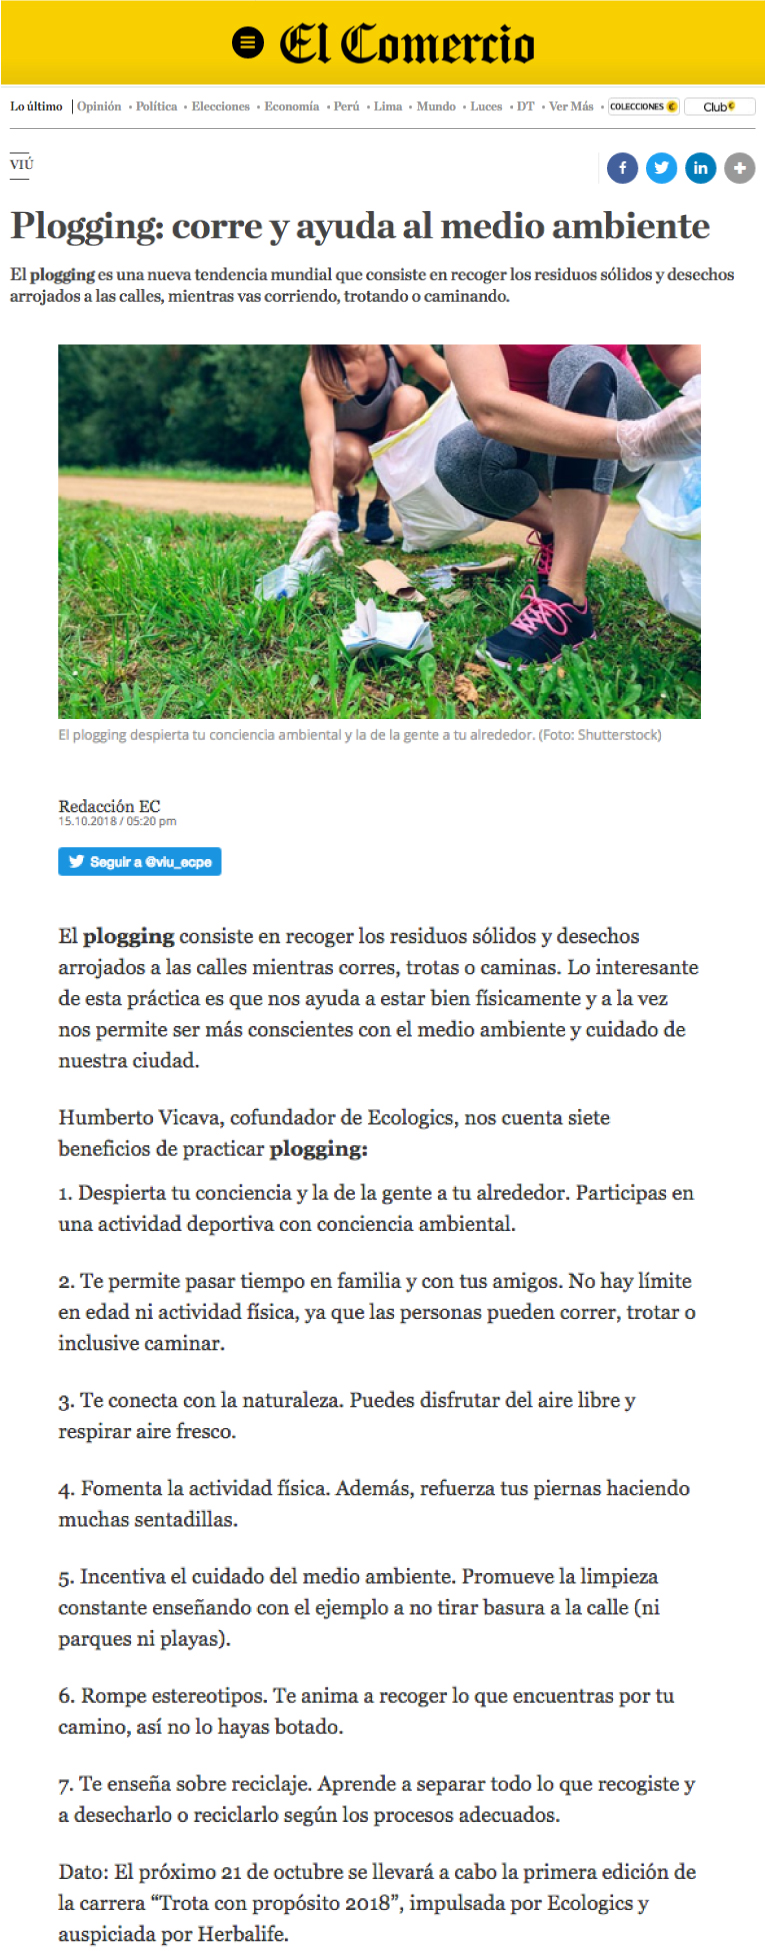 El Comercio
Lo último | Opinión • Política • Elecciones • Economía • Perú • Lima • Mundo • Luces • DT • Ver Más • COLECCIONES Club
VIÚ
Plogging: corre y ayuda al medio ambiente
El plogging es una nueva tendencia mundial que consiste en recoger los residuos sólidos y desechos
arrojados a las calles, mientras vas corriendo, trotando o caminando.
El plogging despierta tu conciencia ambiental y la de la gente a tu alrededor. (Foto: Shutterstock)
Redacción EC
15.10.2018 / 05:20 pm
Seguir a @viu_ecpe
El plogging consiste en recoger los residuos sólidos y desechos
arrojados a las calles mientras corres, trotas o caminas. Lo interesante
de esta práctica es que nos ayuda a estar bien físicamente y a la vez
nos permite ser más conscientes con el medio ambiente y cuidado de
nuestra ciudad.
Humberto Vicava, cofundador de Ecologics, nos cuenta siete
beneficios de practicar plogging:
1. Despierta tu conciencia y la de la gente a tu alrededor. Participas en
una actividad deportiva con conciencia ambiental.
2. Te permite pasar tiempo en familia y con tus amigos. No hay límite
en edad ni actividad física, ya que las personas pueden correr, trotar o
inclusive caminar.
3. Te conecta con la naturaleza. Puedes disfrutar del aire libre y
respirar aire fresco.
4. Fomenta la actividad física. Además, refuerza tus piernas haciendo
muchas sentadillas.
5. Incentiva el cuidado del medio ambiente. Promueve la limpieza
constante enseñando con el ejemplo a no tirar basura a la calle (ni
parques ni playas).
6. Rompe estereotipos. Te anima a recoger lo que encuentras por tu
camino, así no lo hayas botado.
7. Te enseña sobre reciclaje. Aprende a separar todo lo que recogiste y
a desecharlo o reciclarlo según los procesos adecuados.
Dato: El próximo 21 de octubre se llevará a cabo la primera edición de
la carrera “Trota con propósito 2018”, impulsada por Ecologics y
auspiciada por Herbalife.